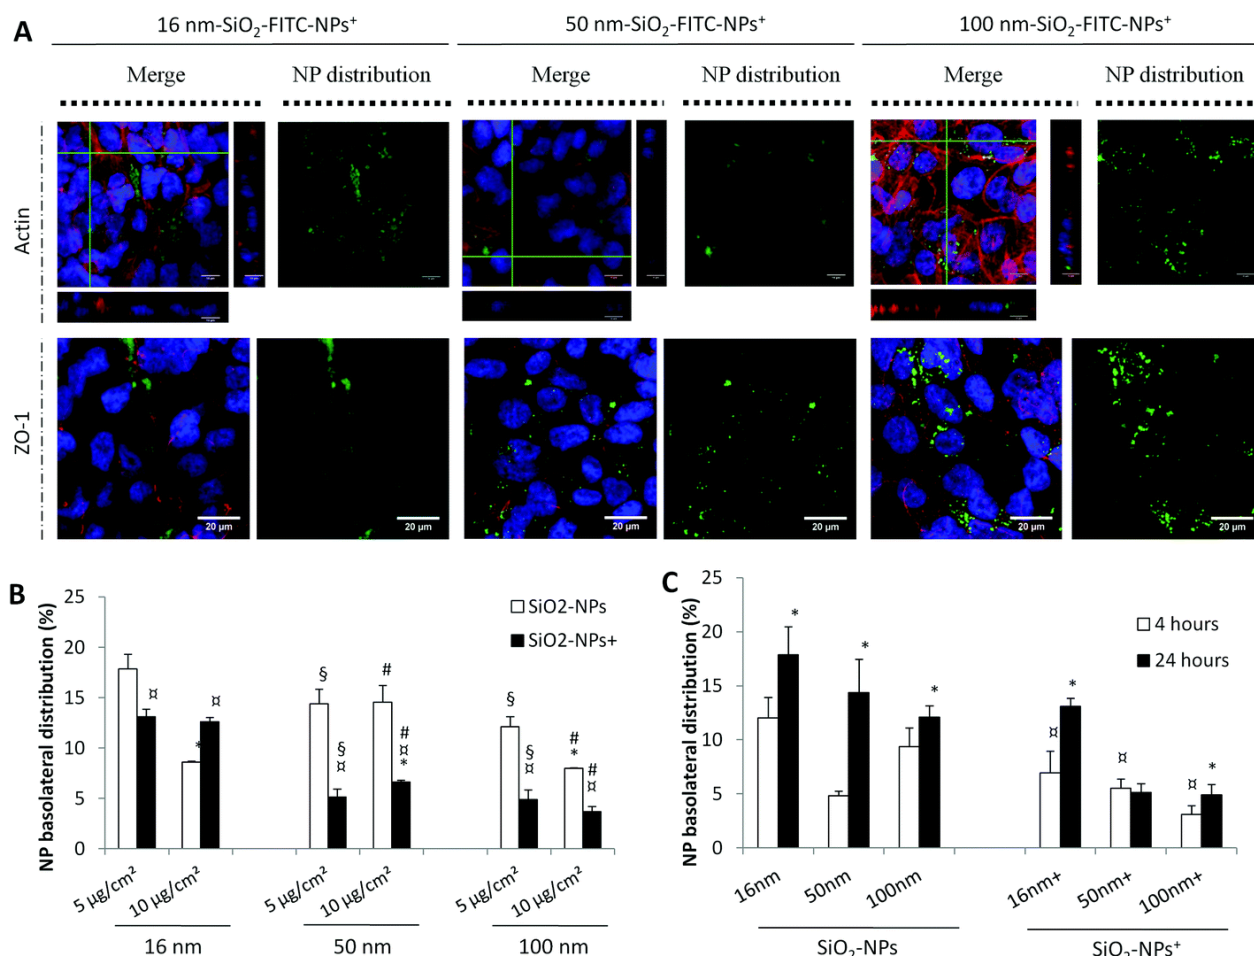 A
16 nm-SiO₂-FITC-NPs⁺
50 nm-SiO₂-FITC-NPs⁺
100 nm-SiO₂-FITC-NPs⁺
Merge
NP distribution
Merge
NP distribution
Merge
NP distribution
Actin
ZO-1
20 µm
20 µm
20 µm
20 µm
20 µm
20 µm
B
NP basolateral distribution (%)
25
20
15
10
5
0
SiO2-NPs
SiO2-NPs+
¤
*
¤
§
§
¤
#
#
¤
*
§
§
¤
#
*
#
¤
5 µg/cm²
10 µg/cm²
5 µg/cm²
10 µg/cm²
5 µg/cm²
10 µg/cm²
16 nm
50 nm
100 nm
C
NP basolateral distribution (%)
25
20
15
10
5
0
4 hours
24 hours
*
*
*
¤
*
¤
¤
*
16nm
50nm
100nm
16nm+
50nm+
100nm+
SiO₂-NPs
SiO₂-NPs⁺